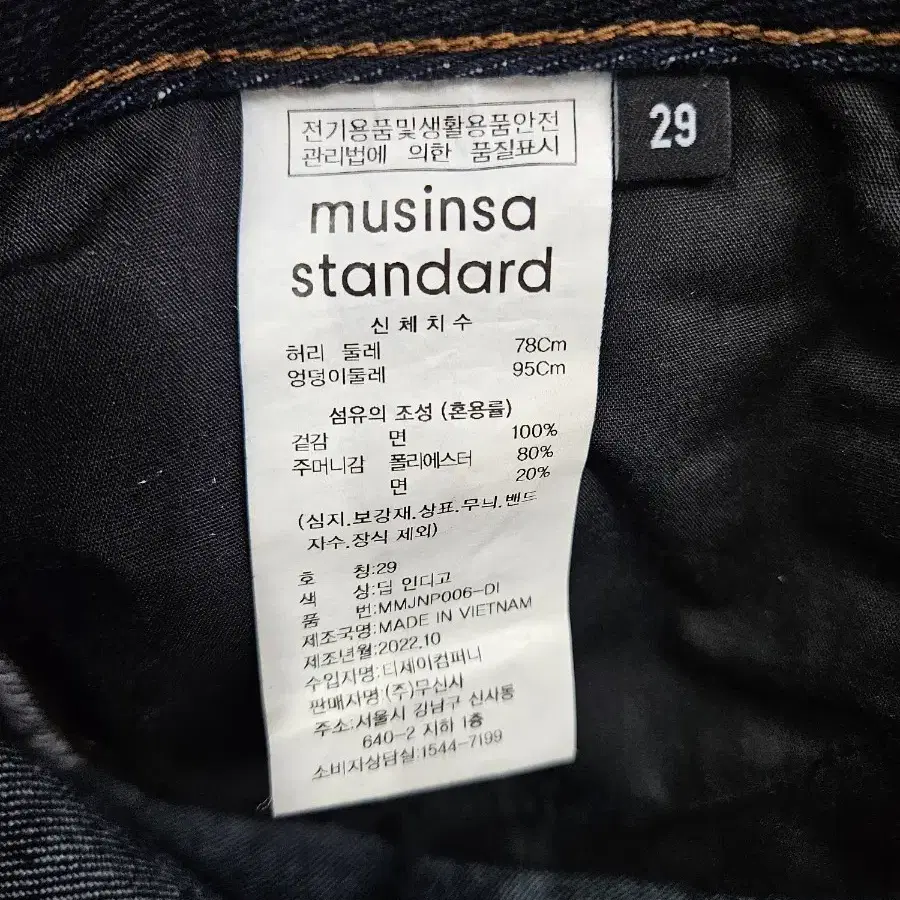 전기용품및생활용품안전
관리법에 의한 품질표시
29
musinsa
standard
신체치수
허리 둘레 78Cm
엉덩이둘레 95Cm
섬유의 조성 (혼용률)
겉감 면 100%
주머니감 폴리에스터 80%
면 20%
(심지.보강재.상표.무늬.밴드
자수.장식 제외)
호 칭:29
색 상:딥 인디고
품 번:MMJNP006-DI
제조국명:MADE IN VIETNAM
제조년월:2022.10
수입자명:티제이컴퍼니
판매자명:(주)무신사
주소:서울시 강남구 신사동
640-2 지하 1층
소비자상담실:1544-7199